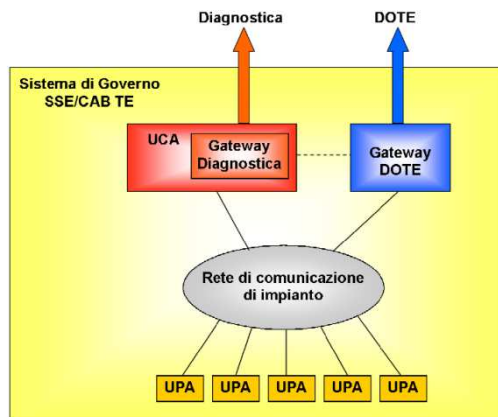 Diagnostica
DOTE
Sistema di Governo
SSE/CAB TE
UCA
Gateway
Diagnostica
Gateway
DOTE
Rete di comunicazione
di impianto
UPA
UPA
UPA
UPA
UPA